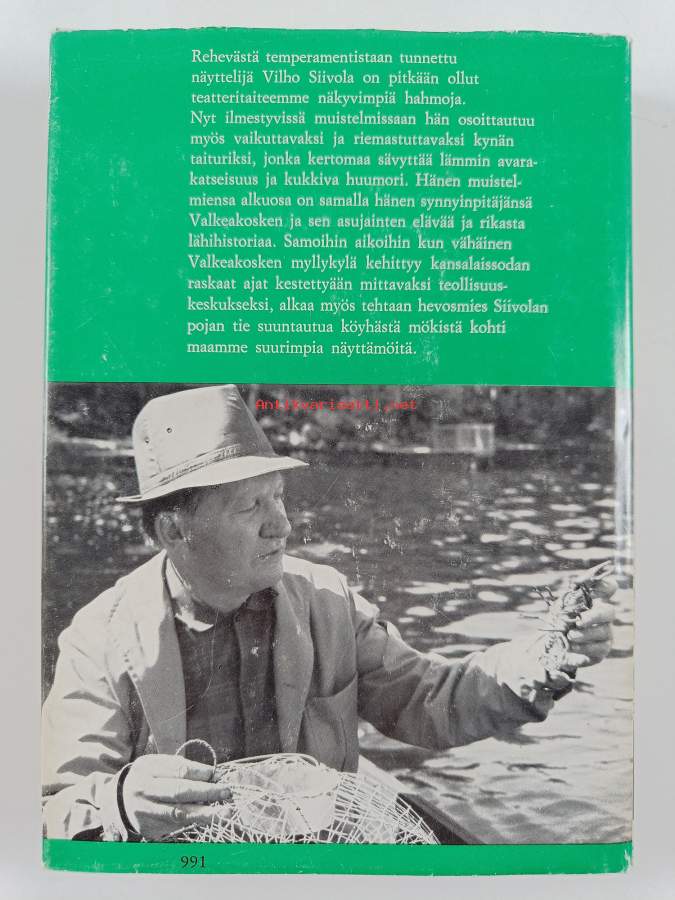 Rehevästä temperamentistaan tunnettu
näyttelijä Vilho Siivola on pitkään ollut
teatteritaiteemme näkyvimpiä hahmoja.
Nyt ilmestyvissä muistelmissaan hän osoittautuu
myös vaikuttavaksi ja riemastuttavaksi kynän
taituriksi, jonka kertomaa sävyttää lämmin avara-
katseisuus ja kukkiva huumori. Hänen muistel-
miensa alkuosa on samalla hänen synnyinpitäjänsä
Valkeakosken ja sen asujainten elävää ja rikasta
lähihistoriaa. Samoihin aikoihin kun vähäinen
Valkeakosken myllykylä kehittyy kansalaissodan
raskaat ajat kestettyään mittavaksi teollisuus-
keskukseksi, alkaa myös tehtaan hevosmies Siivolan
pojan tie suuntautua köyhästä mökistä kohti
maamme suurimpia näyttämöitä.
Antikvariaatti.net
991